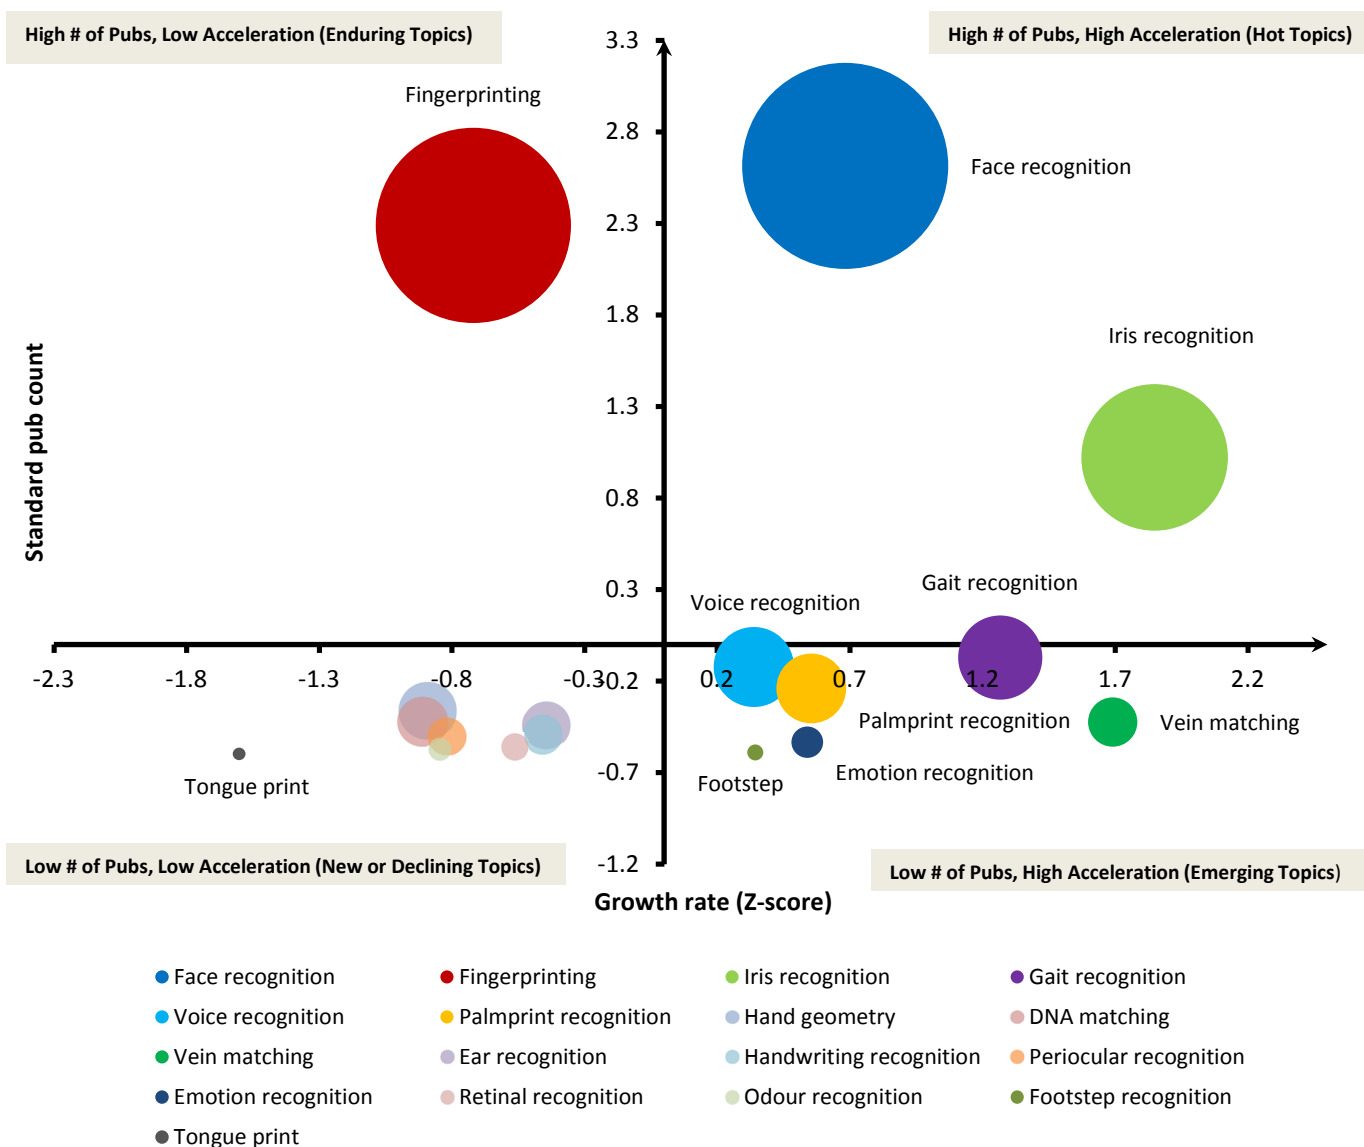 High # of Pubs, Low Acceleration (Enduring Topics)
High # of Pubs, High Acceleration (Hot Topics)
3.3
Fingerprinting
2.8
Face recognition
2.3
1.8
Iris recognition
Standard pub count
1.3
0.8
0.3
Gait recognition
Voice recognition
-2.3 -1.8 -1.3 -0.8 -0.3 -0.2 0.2 0.7 1.2 1.7 2.2
Palmprint recognition
Vein matching
-0.7
Emotion recognition
Footstep
Tongue print
Low # of Pubs, Low Acceleration (New or Declining Topics)
-1.2
Low # of Pubs, High Acceleration (Emerging Topics)
Growth rate (Z-score)
Face recognition Fingerprinting Iris recognition Gait recognition
Voice recognition Palmprint recognition Hand geometry DNA matching
Vein matching Ear recognition Handwriting recognition Periocular recognition
Emotion recognition Retinal recognition Odour recognition Footstep recognition
Tongue print